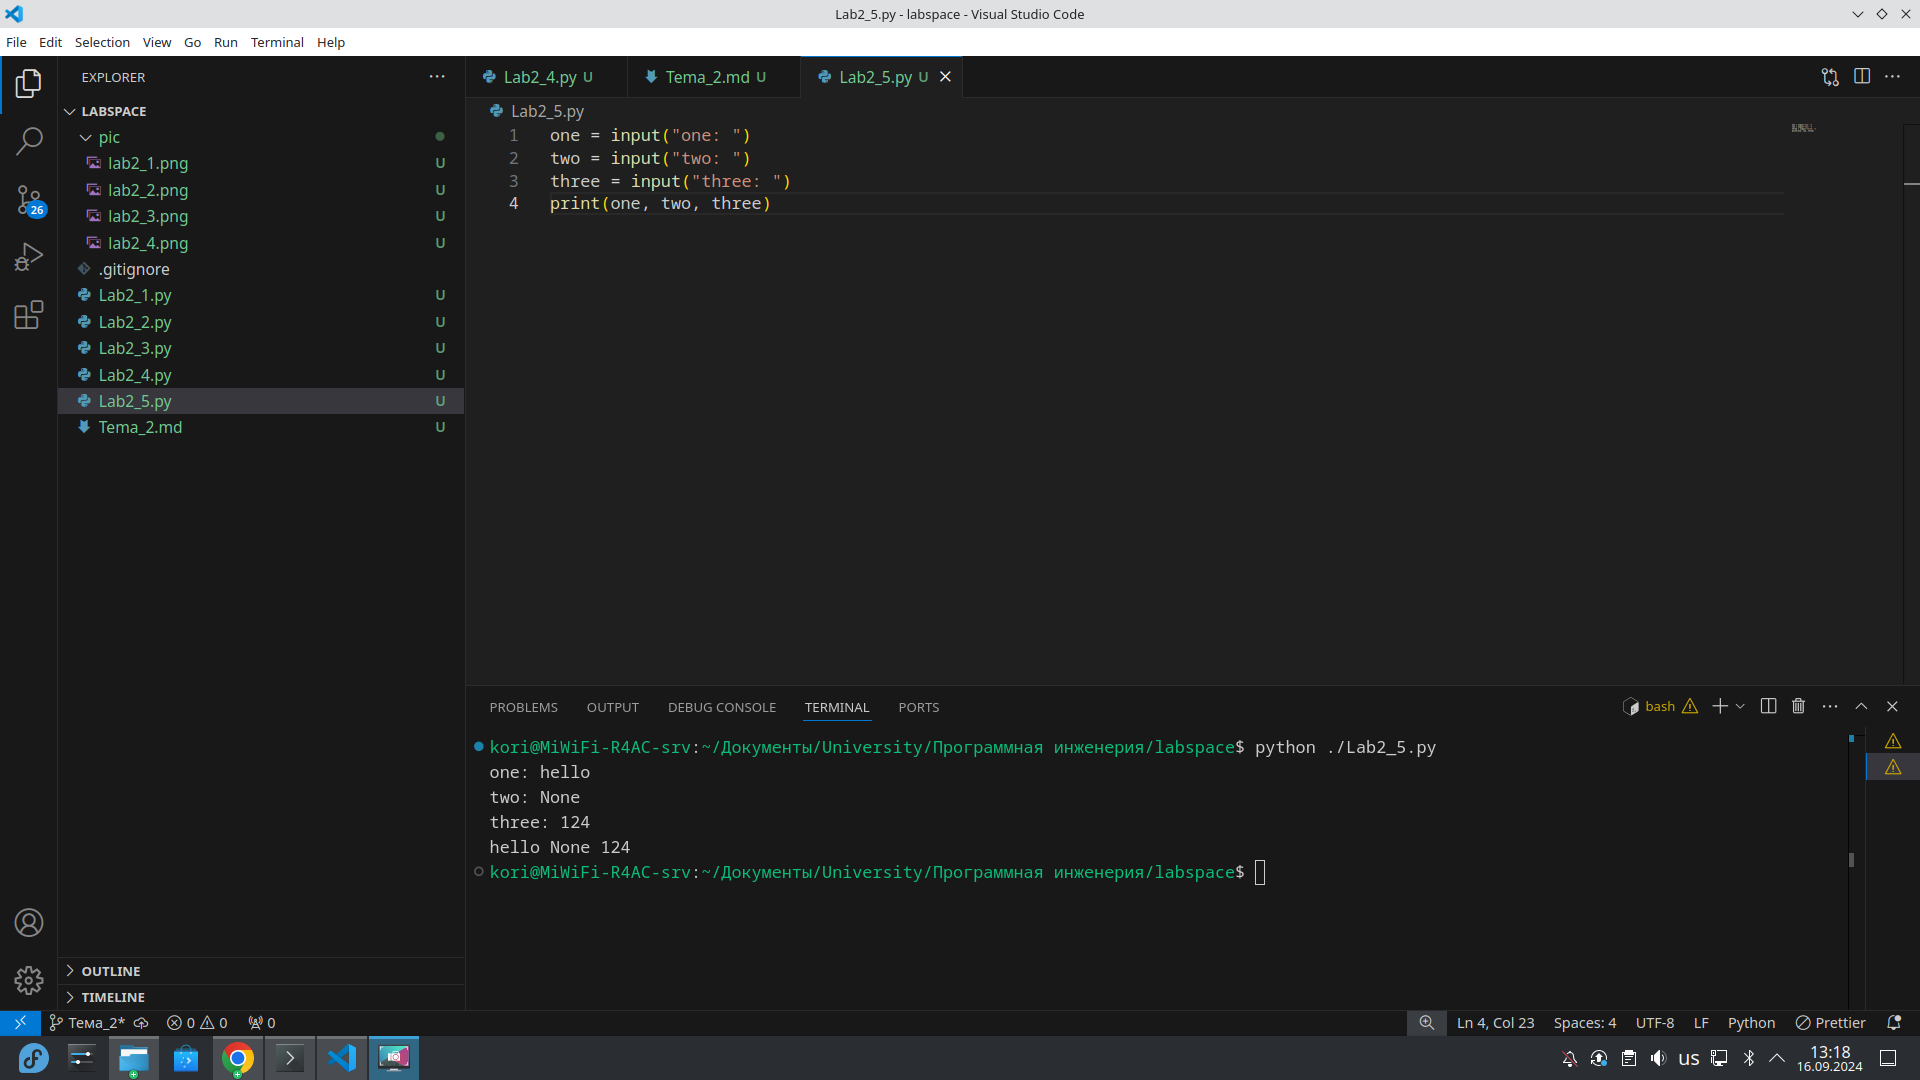 Lab2_5.py - labspace - Visual Studio Code
File Edit Selection View Go Run Terminal Help
EXPLORER
LABSPACE
pic
lab2_1.png U
lab2_2.png U
lab2_3.png U
lab2_4.png U
.gitignore
Lab2_1.py U
Lab2_2.py U
Lab2_3.py U
Lab2_4.py U
Lab2_5.py U
Tema_2.md U
OUTLINE
TIMELINE
26
Lab2_4.py U Tema_2.md U Lab2_5.py U
Lab2_5.py
1 one = input("one: ")
2 two = input("two: ")
3 three = input("three: ")
4 print(one, two, three)
PROBLEMS OUTPUT DEBUG CONSOLE TERMINAL PORTS
bash
kori@MiWiFi-R4AC-srv:~/Документы/University/Программная инженерия/labspace$ python ./Lab2_5.py
one: hello
two: None
three: 124
hello None 124
kori@MiWiFi-R4AC-srv:~/Документы/University/Программная инженерия/labspace$
Тема_2* 0 0 0 Ln 4, Col 23 Spaces: 4 UTF-8 LF Python Prettier
us 13:18
16.09.2024